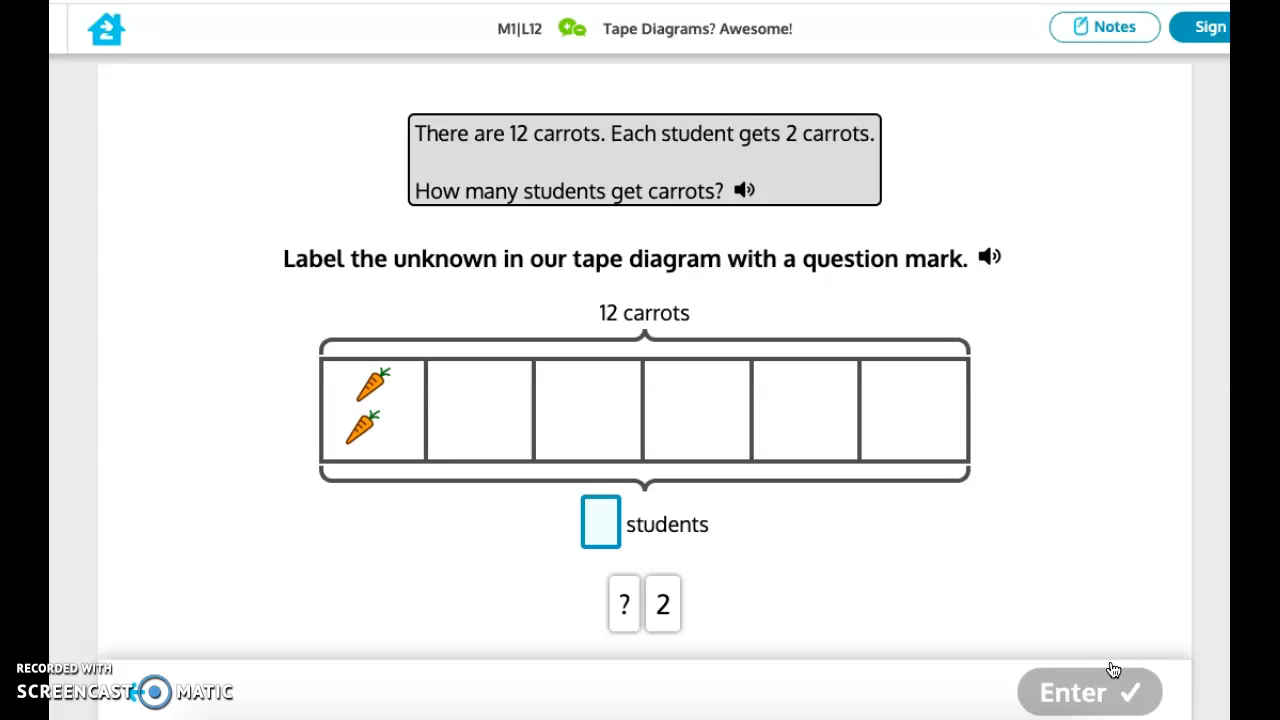 2 M1|L12 Tape Diagrams? Awesome! Notes Sign
There are 12 carrots. Each student gets 2 carrots.
How many students get carrots?
Label the unknown in our tape diagram with a question mark.
12 carrots
students
? 2
Enter ✓
RECORDED WITH
SCREENCAST MATIC